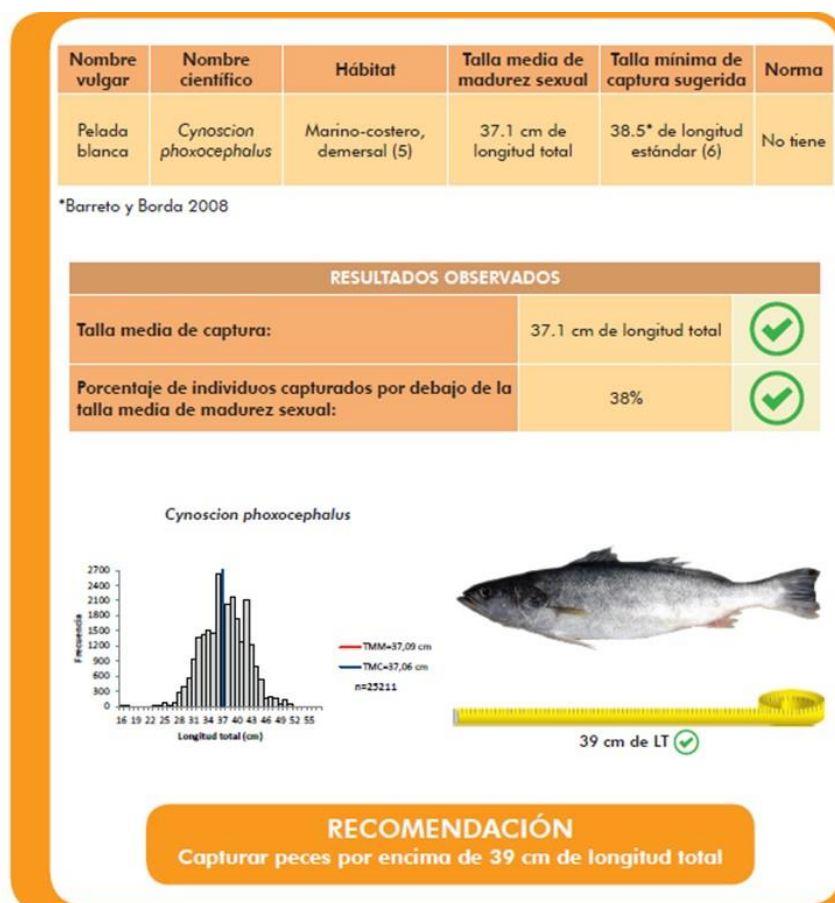 Nombre vulgar
Nombre científico
Hábitat
Talla media de madurez sexual
Talla mínima de captura sugerida
Norma
Pelada blanca
Cynoscion phoxocephalus
Marino-costero, demersal (5)
37.1 cm de longitud total
38.5* de longitud estándar (6)
No tiene
*Barreto y Borda 2008
RESULTADOS OBSERVADOS
Talla media de captura:
37.1 cm de longitud total
Porcentaje de individuos capturados por debajo de la
talla media de madurez sexual:
38%
Cynoscion phoxocephalus
Frecuencia
2700
2400
2100
1800
1500
1200
900
600
300
0
16 19 22 25 28 31 34 37 40 43 46 49 52 55
Longitud total (cm)
TMM=37,09 cm
TMC=37,06 cm
n=25211
39 cm de LT
RECOMENDACIÓN
Capturar peces por encima de 39 cm de longitud total